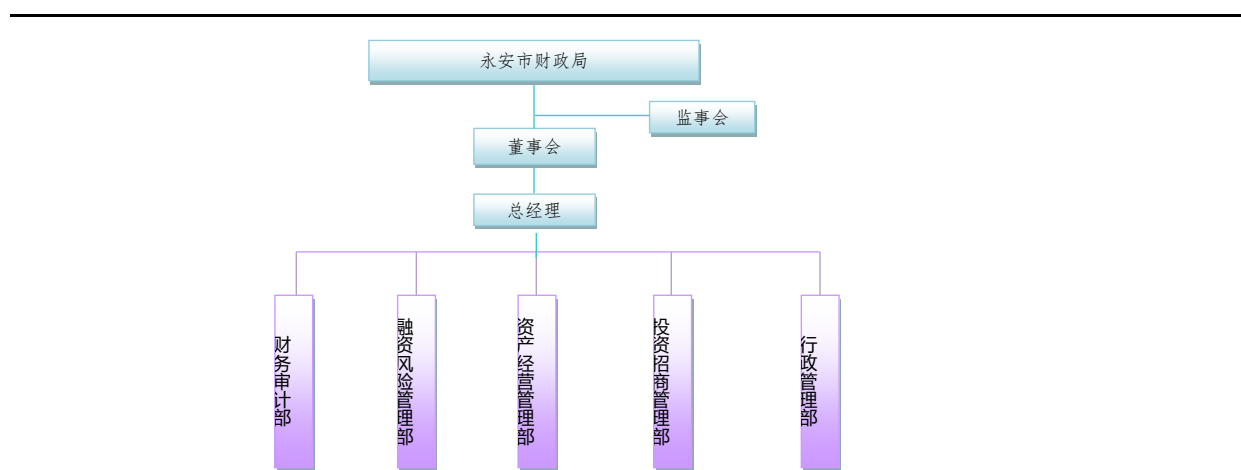 永安市财政局
监事会
董事会
总经理
财务审计部
融资风险管理部
资产经营管理部
投资招商管理部
行政管理部